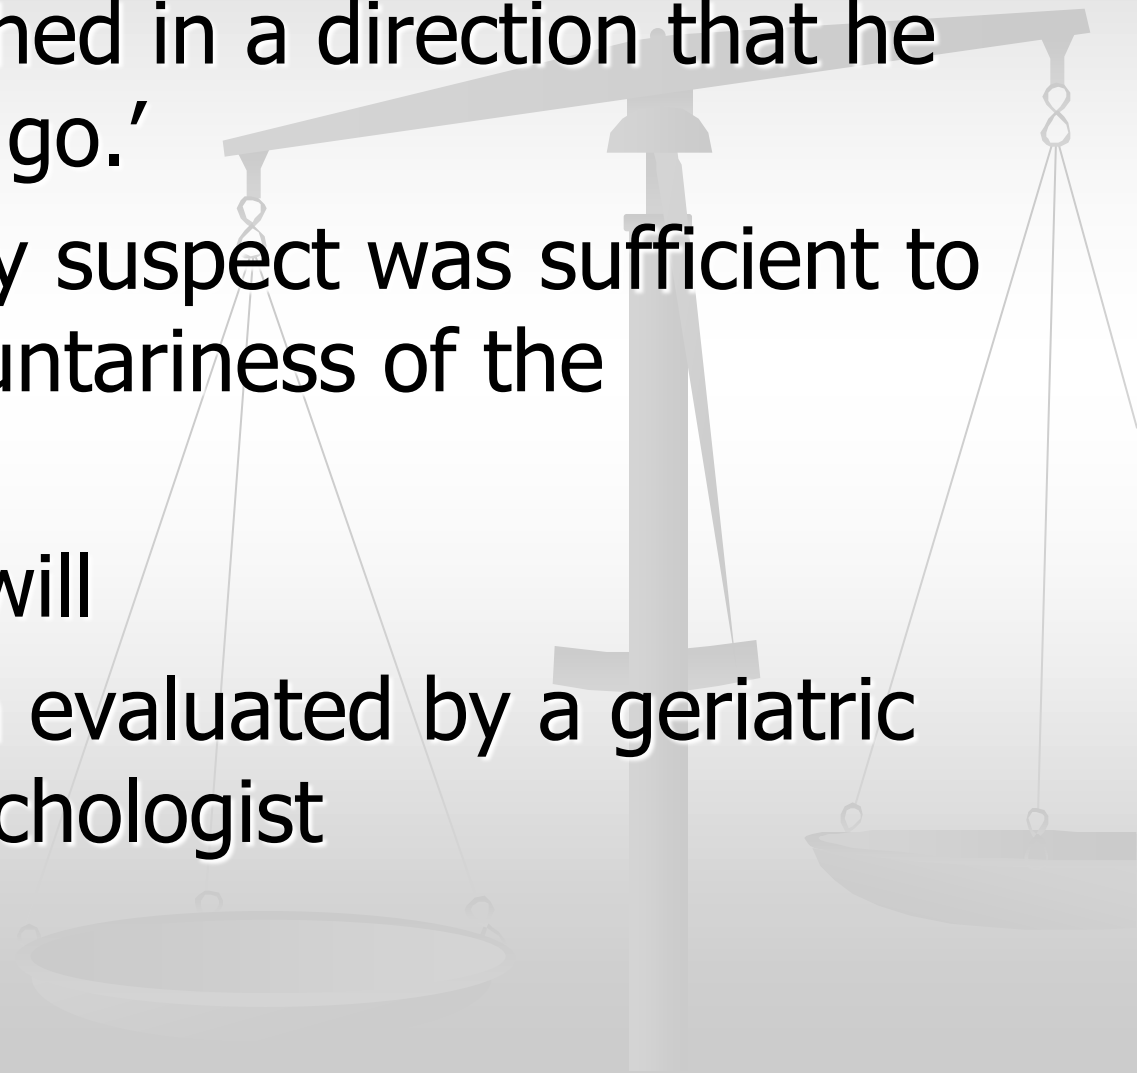 ned in a direction that he
go.’
y suspect was sufficient to
untariness of the
will
evaluated by a geriatric
chologist